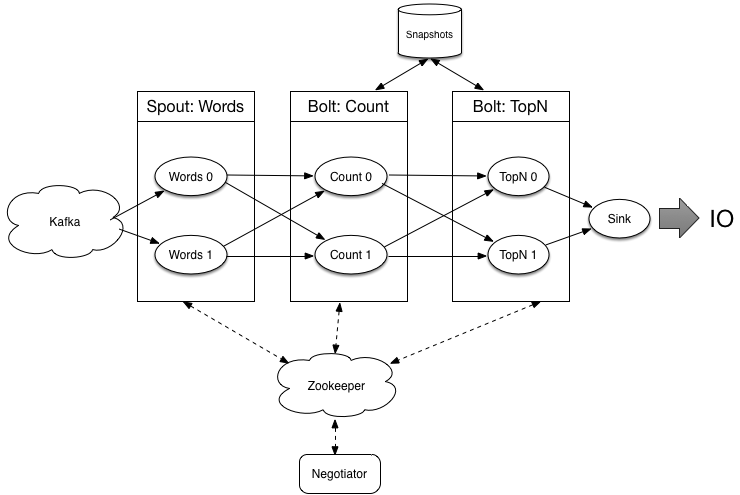 Snapshots
Spout: Words
Bolt: Count
Bolt: TopN
Words 0
Count 0
TopN 0
Kafka
Sink
IO
Words 1
Count 1
TopN 1
Zookeeper
Negotiator